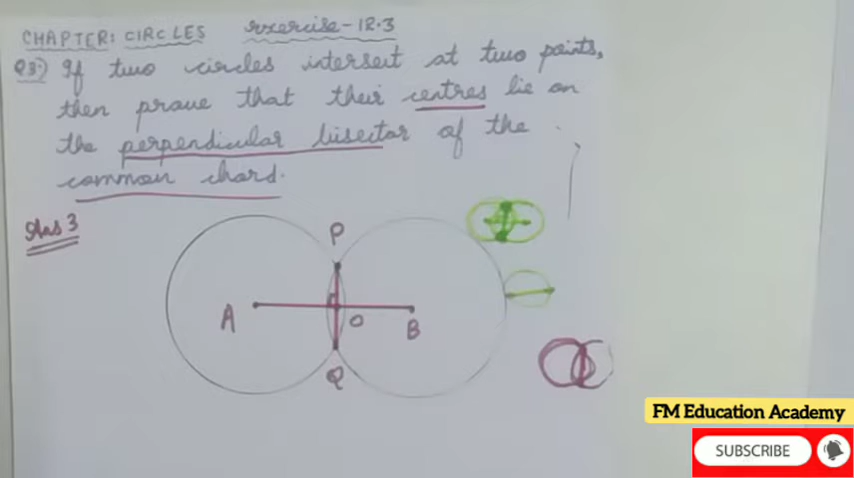 CHAPTER: CIRCLES exercise-12.3
Q3:) If two circles intersect at two points,
then prove that their centres lie on
the perpendicular bisector of the
common chord.
Ans 3
P
A
O
B
Q
FM Education Academy
SUBSCRIBE